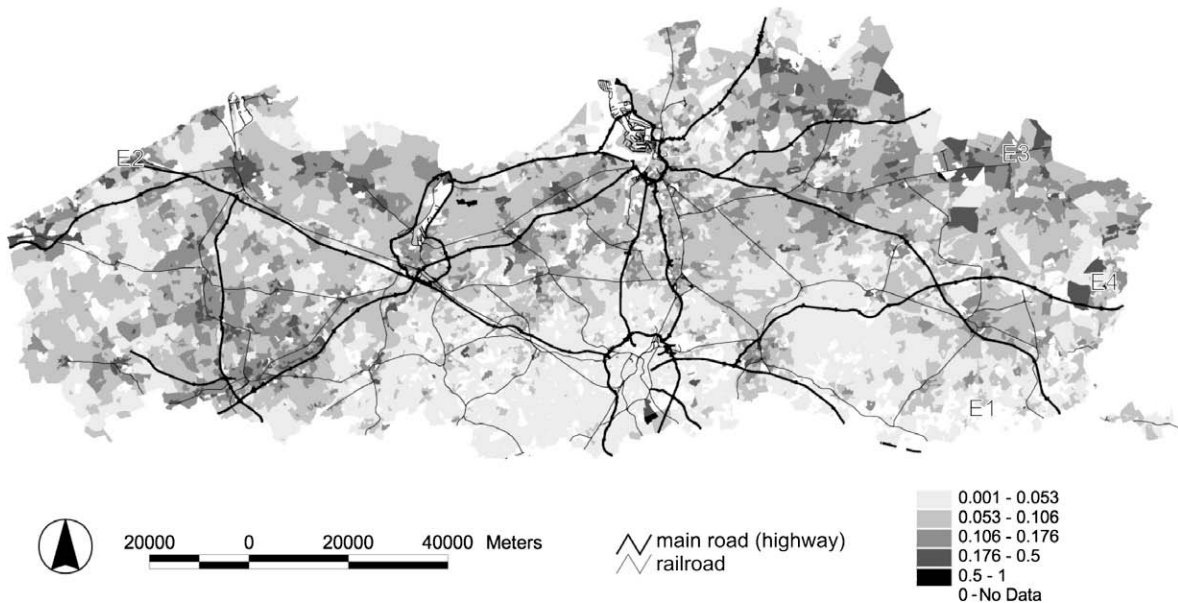 E2
E3
E4
E1
20000 0 20000 40000 Meters
main road (highway)
railroad
0.001 - 0.053
0.053 - 0.106
0.106 - 0.176
0.176 - 0.5
0.5 - 1
0 -No Data